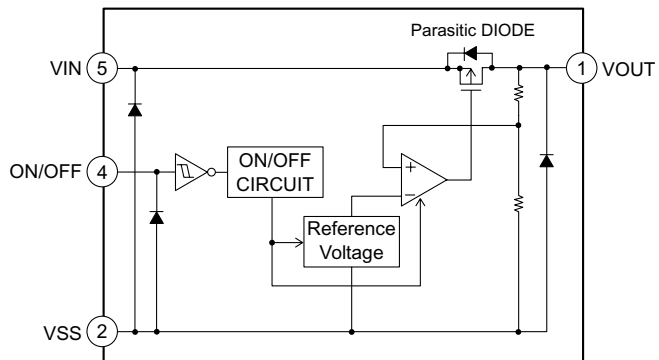 Parasitic DIODE
VIN 5
1 VOUT
ON/OFF 4
ON/OFF
CIRCUIT
+
−
Reference
Voltage
VSS 2